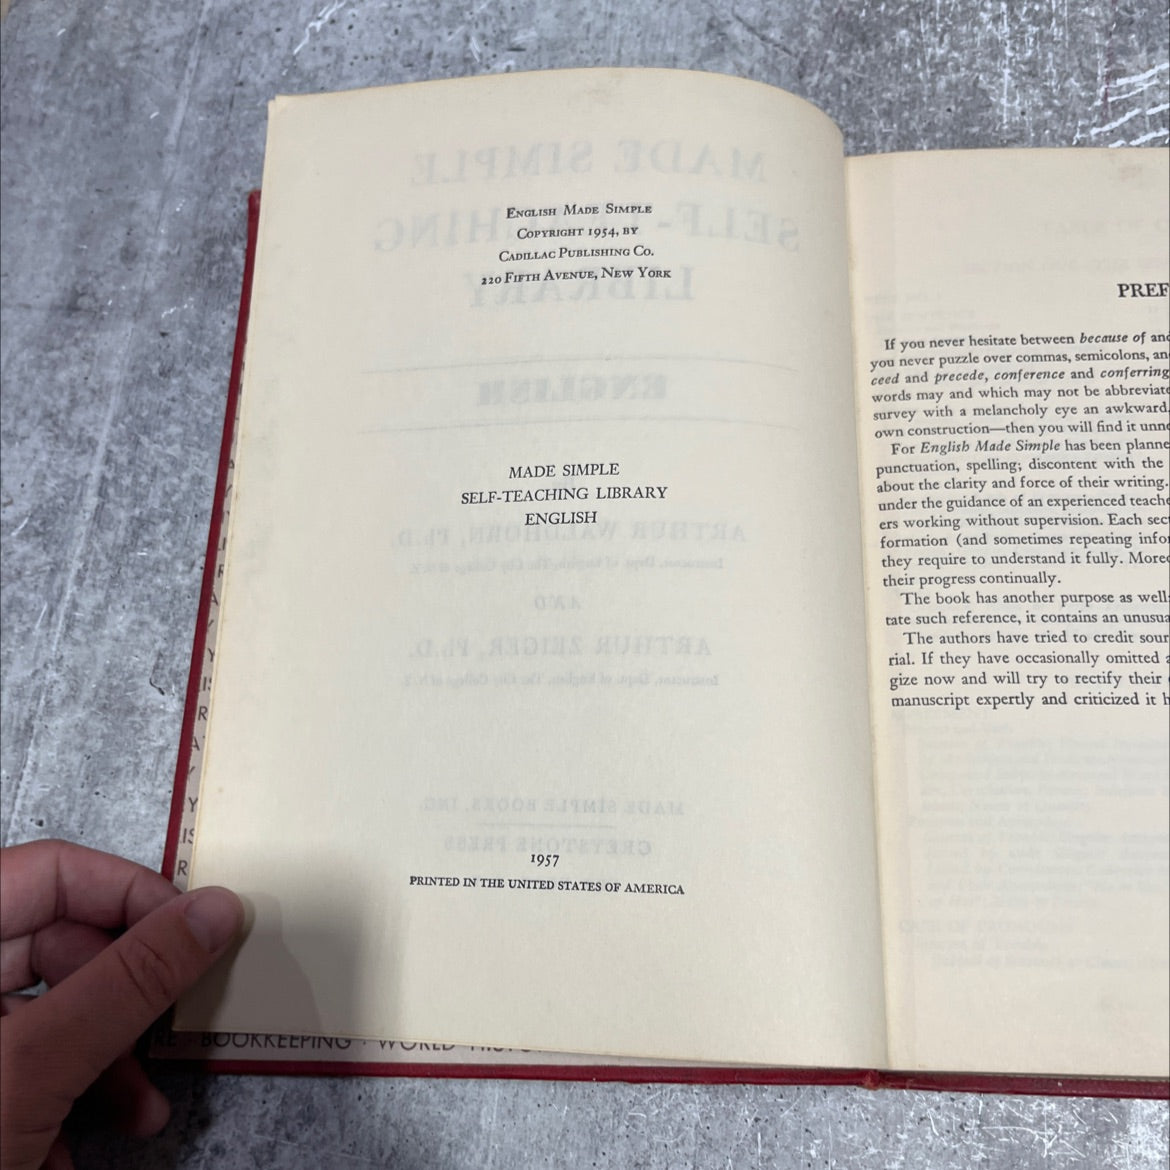 ENGLISH MADE SIMPLE
COPYRIGHT 1954, BY
CADILLAC PUBLISHING CO.
220 FIFTH AVENUE, NEW YORK
MADE SIMPLE
SELF-TEACHING LIBRARY
ENGLISH
1957
PRINTED IN THE UNITED STATES OF AMERICA
BOOKKEEPING · WORLD
PREF
If you never hesitate between because of and
you never puzzle over commas, semicolons, an
ceed and precede, conference and conferring
words may and which may not be abbreviate
survey with a melancholy eye an awkward
own construction—then you will find it unne
For English Made Simple has been planne
punctuation, spelling; discontent with the
about the clarity and force of their writing.
under the guidance of an experienced teache
ers working without supervision. Each sec
formation (and sometimes repeating infor
they require to understand it fully. Moreo
their progress continually.
The book has another purpose as well
tate such reference, it contains an unusua
The authors have tried to credit sour
rial. If they have occasionally omitted a
gize now and will try to rectify their
manuscript expertly and criticized it h